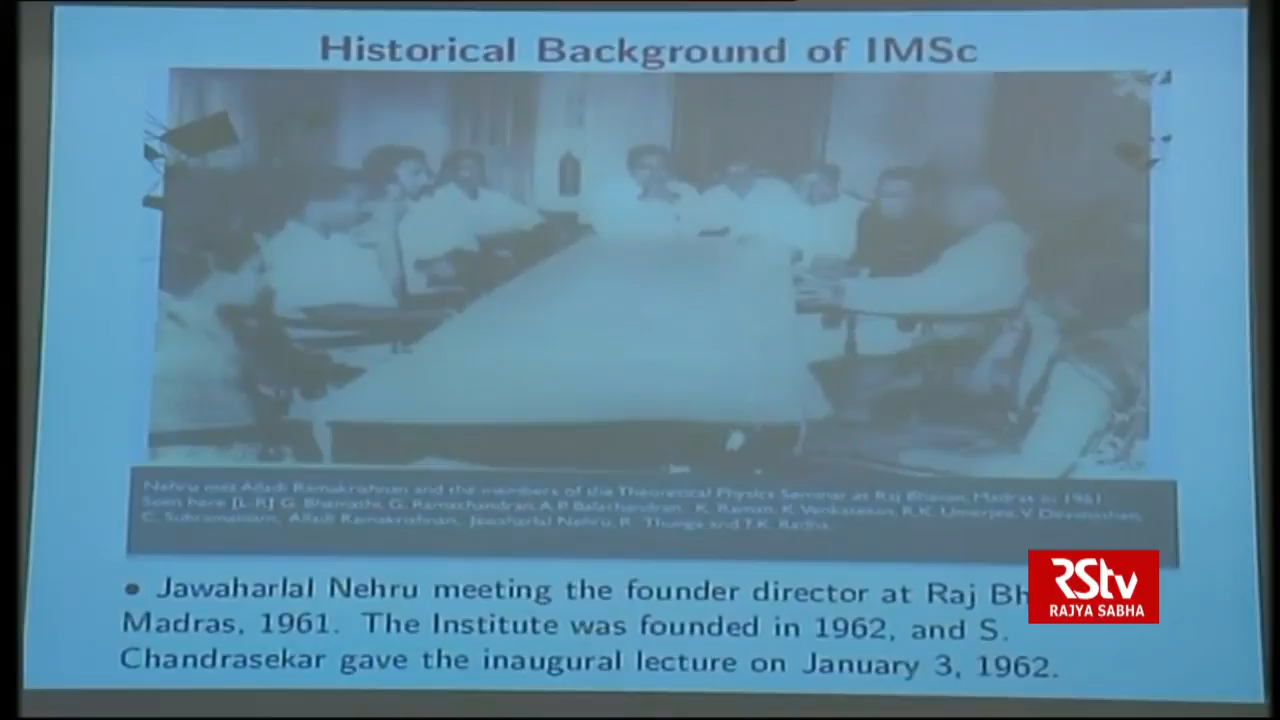 Historical Background of IMSc
Nehru met Alladi Ramakrishnan and the members of the Theoretical Physics Seminar at Raj Bhavan, Madras in 1961.
Seen here [L-R] G. Bhamathi, G. Ramachandran, A.P. Balachandran, K. Raman, K. Venkatesan, R.K. Umerjee, V. Devanathan,
C. Subramaniam, Alladi Ramakrishnan, Jawaharlal Nehru, R. Thunga and T.K. Radha.
• Jawaharlal Nehru meeting the founder director at Raj Bh
Madras, 1961. The Institute was founded in 1962, and S.
Chandrasekar gave the inaugural lecture on January 3, 1962.
RStv
RAJYA SABHA